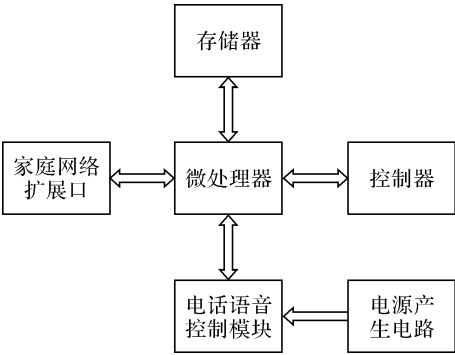 存储器
家庭网络
扩展口
微处理器
控制器
电话语音
控制模块
电源产
生电路